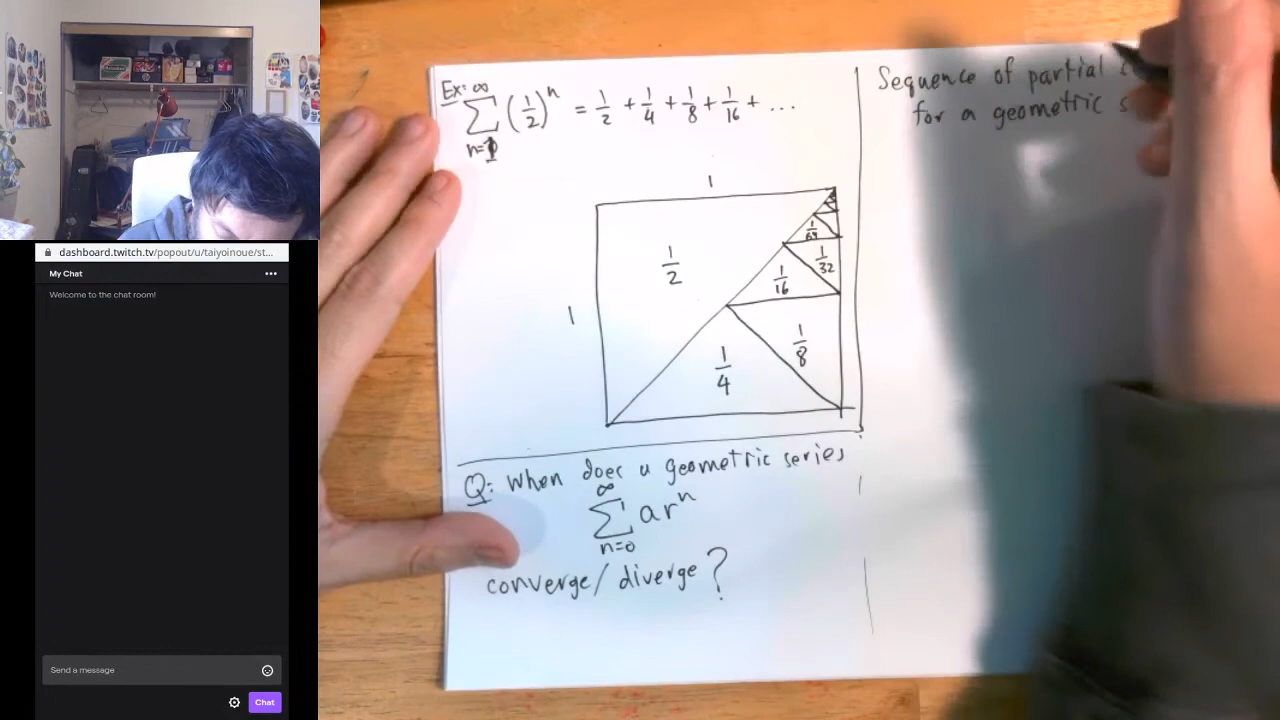 dashboard.twitch.tv/popout/u/taiyoinoue/st...
My Chat
Welcome to the chat room!
Send a message
Chat
Ex:
∞
∑ (1/2)^n = 1/2 + 1/4 + 1/8 + 1/16 + ...
n=1
1
1
1/2
1/4
1/8
1/16
1/32
1/64
Q: When does a geometric series
∞
∑ ar^n
n=0
converge/diverge?
Sequence of partial
for a geometric